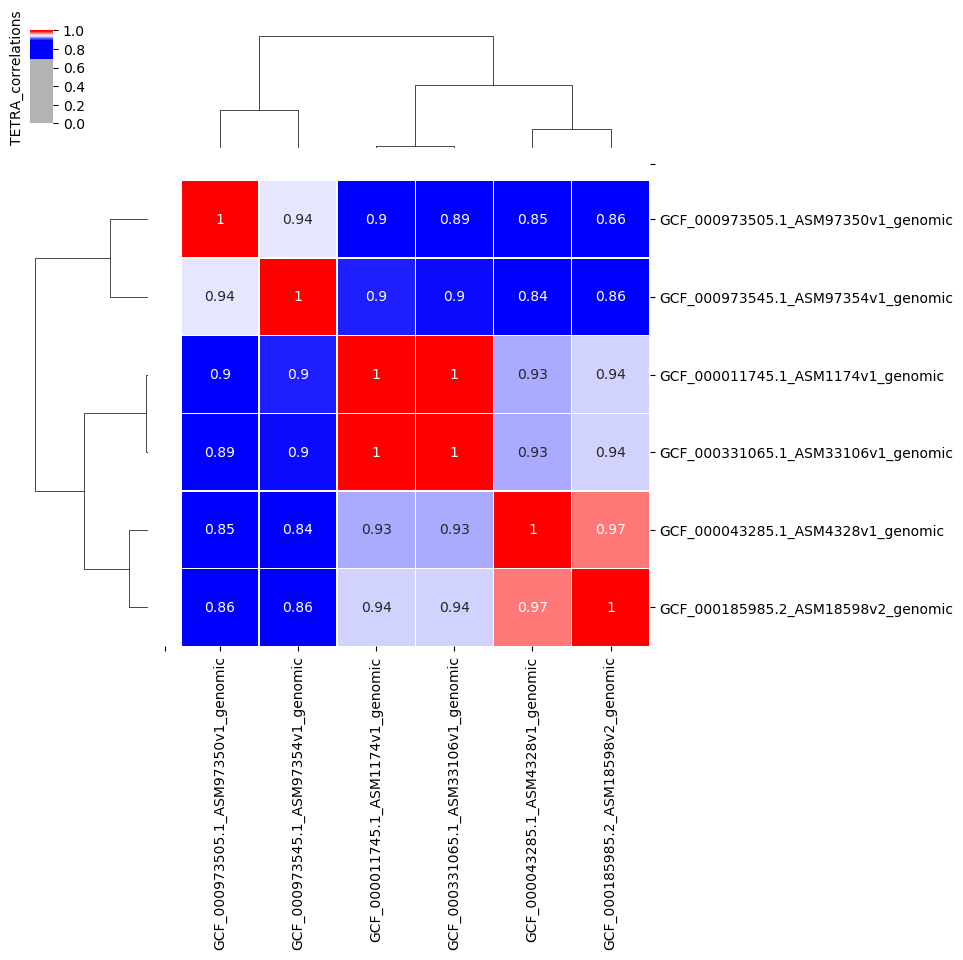 TETRA_correlations
1.0
0.8
0.6
0.4
0.2
0.0
1 0.94 0.9 0.89 0.85 0.86 GCF_000973505.1_ASM97350v1_genomic
0.94 1 0.9 0.9 0.84 0.86 GCF_000973545.1_ASM97354v1_genomic
0.9 0.9 1 1 0.93 0.94 GCF_000011745.1_ASM1174v1_genomic
0.89 0.9 1 1 0.93 0.94 GCF_000331065.1_ASM33106v1_genomic
0.85 0.84 0.93 0.93 1 0.97 GCF_000043285.1_ASM4328v1_genomic
0.86 0.86 0.94 0.94 0.97 1 GCF_000185985.2_ASM18598v2_genomic
GCF_000973505.1_ASM97350v1_genomic
GCF_000973545.1_ASM97354v1_genomic
GCF_000011745.1_ASM1174v1_genomic
GCF_000331065.1_ASM33106v1_genomic
GCF_000043285.1_ASM4328v1_genomic
GCF_000185985.2_ASM18598v2_genomic